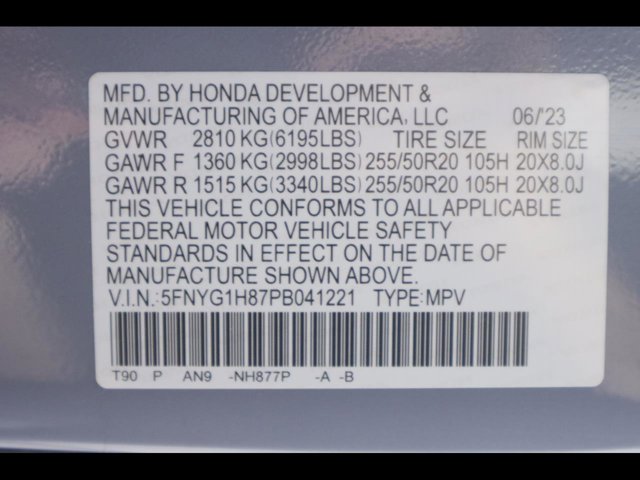 MFD. BY HONDA DEVELOPMENT &
MANUFACTURING OF AMERICA, LLC 06/'23
GVWR 2810 KG(6195LBS) TIRE SIZE RIM SIZE
GAWR F 1360 KG(2998LBS) 255/50R20 105H 20X8.0J
GAWR R 1515 KG(3340LBS) 255/50R20 105H 20X8.0J
THIS VEHICLE CONFORMS TO ALL APPLICABLE
FEDERAL MOTOR VEHICLE SAFETY
STANDARDS IN EFFECT ON THE DATE OF
MANUFACTURE SHOWN ABOVE.
V.I.N.:5FNYG1H87PB041221 TYPE:MPV
T90 P AN9 -NH877P -A -B